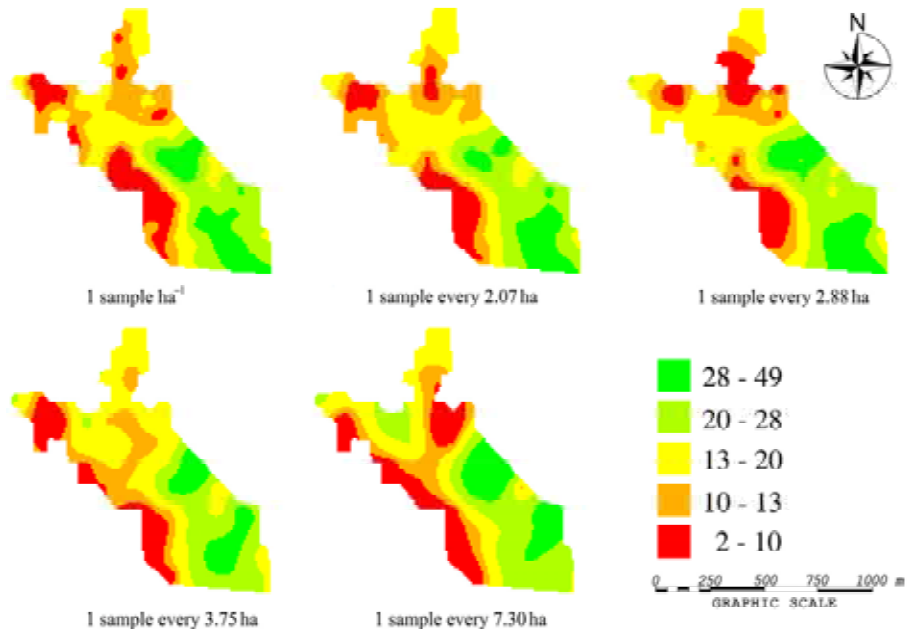 N
1 sample ha⁻¹
1 sample every 2.07 ha
1 sample every 2.88 ha
28 - 49
20 - 28
13 - 20
10 - 13
2 - 10
0 250 500 750 1000 m
GRAPHIC SCALE
1 sample every 3.75 ha
1 sample every 7.30 ha